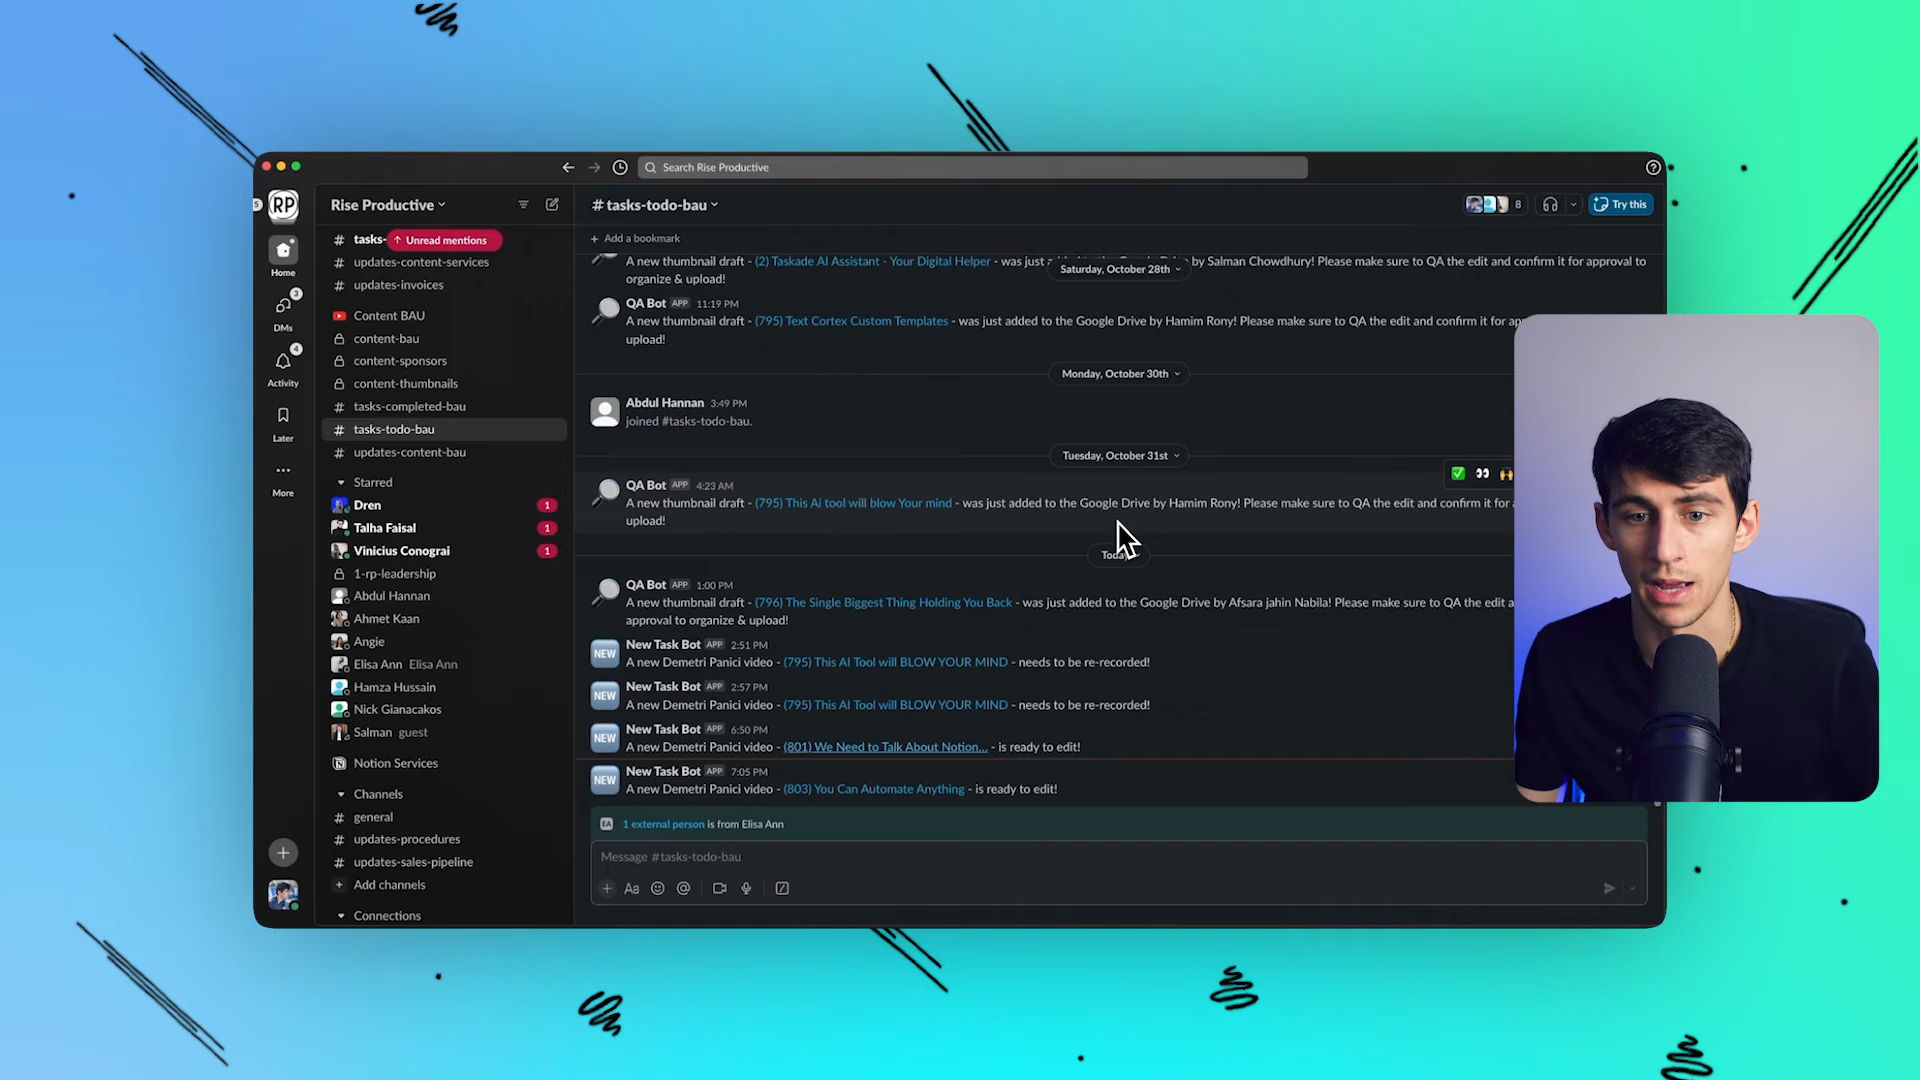 Search Rise Productive
5
RP
Home
3
DMs
4
Activity
Later
More
Rise Productive
# tasks-
Unread mentions
# updates-content-services
# updates-invoices
Content BAU
content-bau
content-sponsors
content-thumbnails
# tasks-completed-bau
# tasks-todo-bau
# updates-content-bau
Starred
Dren 1
Talha Faisal 1
Vinicius Conograi 1
1-rp-leadership
Abdul Hannan
Ahmet Kaan
Angie
Elisa Ann Elisa Ann
Hamza Hussain
Nick Gianacakos
Salman guest
Notion Services
Channels
# general
# updates-procedures
# updates-sales-pipeline
+ Add channels
Connections
# tasks-todo-bau
8
Try this
+ Add a bookmark
A new thumbnail draft - (2) Taskade AI Assistant - Your Digital Helper - was just by Salman Chowdhury! Please make sure to QA the edit and confirm it for approval to
organize & upload!
Saturday, October 28th
QA Bot APP 11:19 PM
A new thumbnail draft - (795) Text Cortex Custom Templates - was just added to the Google Drive by Hamim Rony! Please make sure to QA the edit and confirm it for
upload!
Monday, October 30th
Abdul Hannan 3:49 PM
joined #tasks-todo-bau.
Tuesday, October 31st
QA Bot APP 4:23 AM
A new thumbnail draft - (795) This Ai tool will blow Your mind - was just added to the Google Drive by Hamim Rony! Please make sure to QA the edit and confirm it for
upload!
Today
QA Bot APP 1:00 PM
A new thumbnail draft - (796) The Single Biggest Thing Holding You Back - was just added to the Google Drive by Afsara jahin Nabila! Please make sure to QA the edit
approval to organize & upload!
NEW
New Task Bot APP 2:51 PM
A new Demetri Panici video - (795) This AI Tool will BLOW YOUR MIND - needs to be re-recorded!
NEW
New Task Bot APP 2:57 PM
A new Demetri Panici video - (795) This AI Tool will BLOW YOUR MIND - needs to be re-recorded!
NEW
New Task Bot APP 6:50 PM
A new Demetri Panici video - (801) We Need to Talk About Notion... - is ready to edit!
NEW
New Task Bot APP 7:05 PM
A new Demetri Panici video - (803) You Can Automate Anything - is ready to edit!
EA 1 external person is from Elisa Ann
Message #tasks-todo-bau
Aa